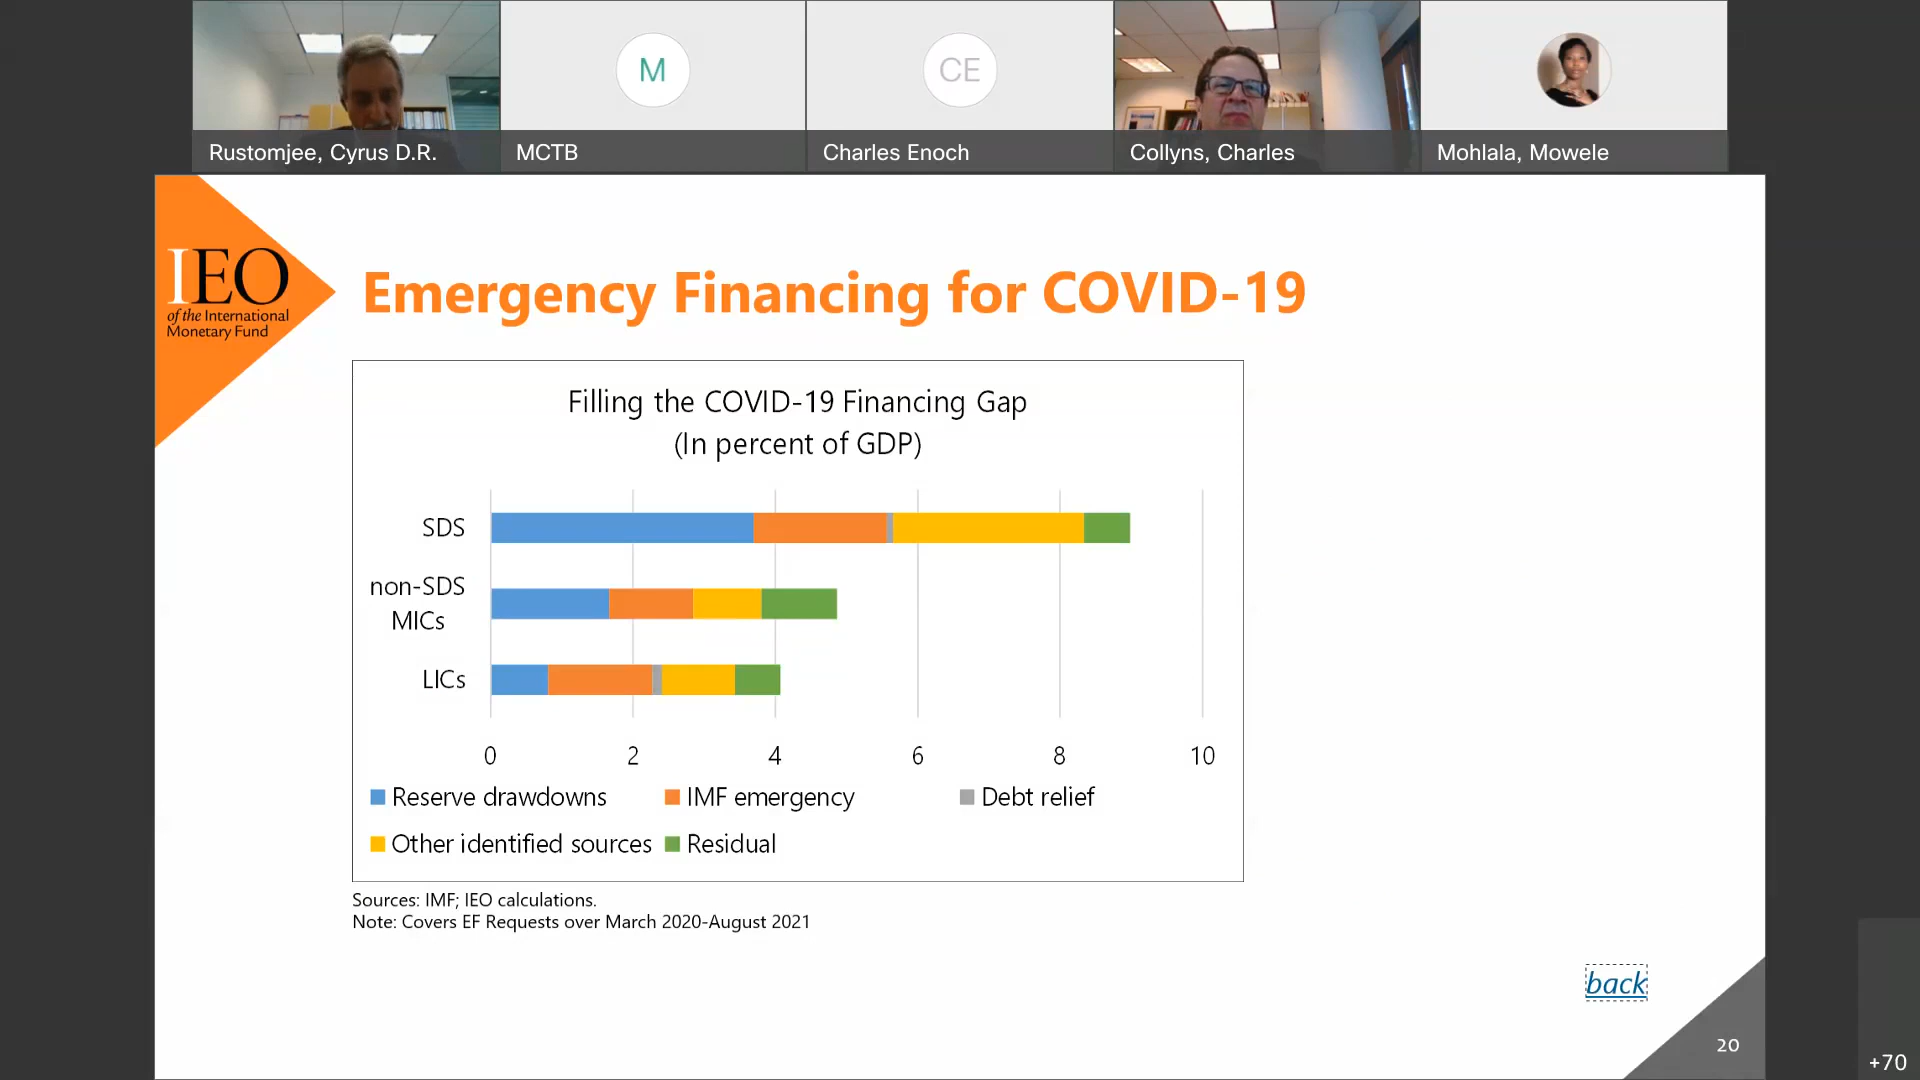 M
CE
Rustomjee, Cyrus D.R.
MCTB
Charles Enoch
Collyns, Charles
Mohlala, Mowele
IEO
of the International
Monetary Fund
Emergency Financing for COVID-19
Filling the COVID-19 Financing Gap
(In percent of GDP)
SDS
non-SDS
MICs
LICs
0 2 4 6 8 10
Reserve drawdowns IMF emergency Debt relief
Other identified sources Residual
Sources: IMF; IEO calculations.
Note: Covers EF Requests over March 2020-August 2021
back
20
+70